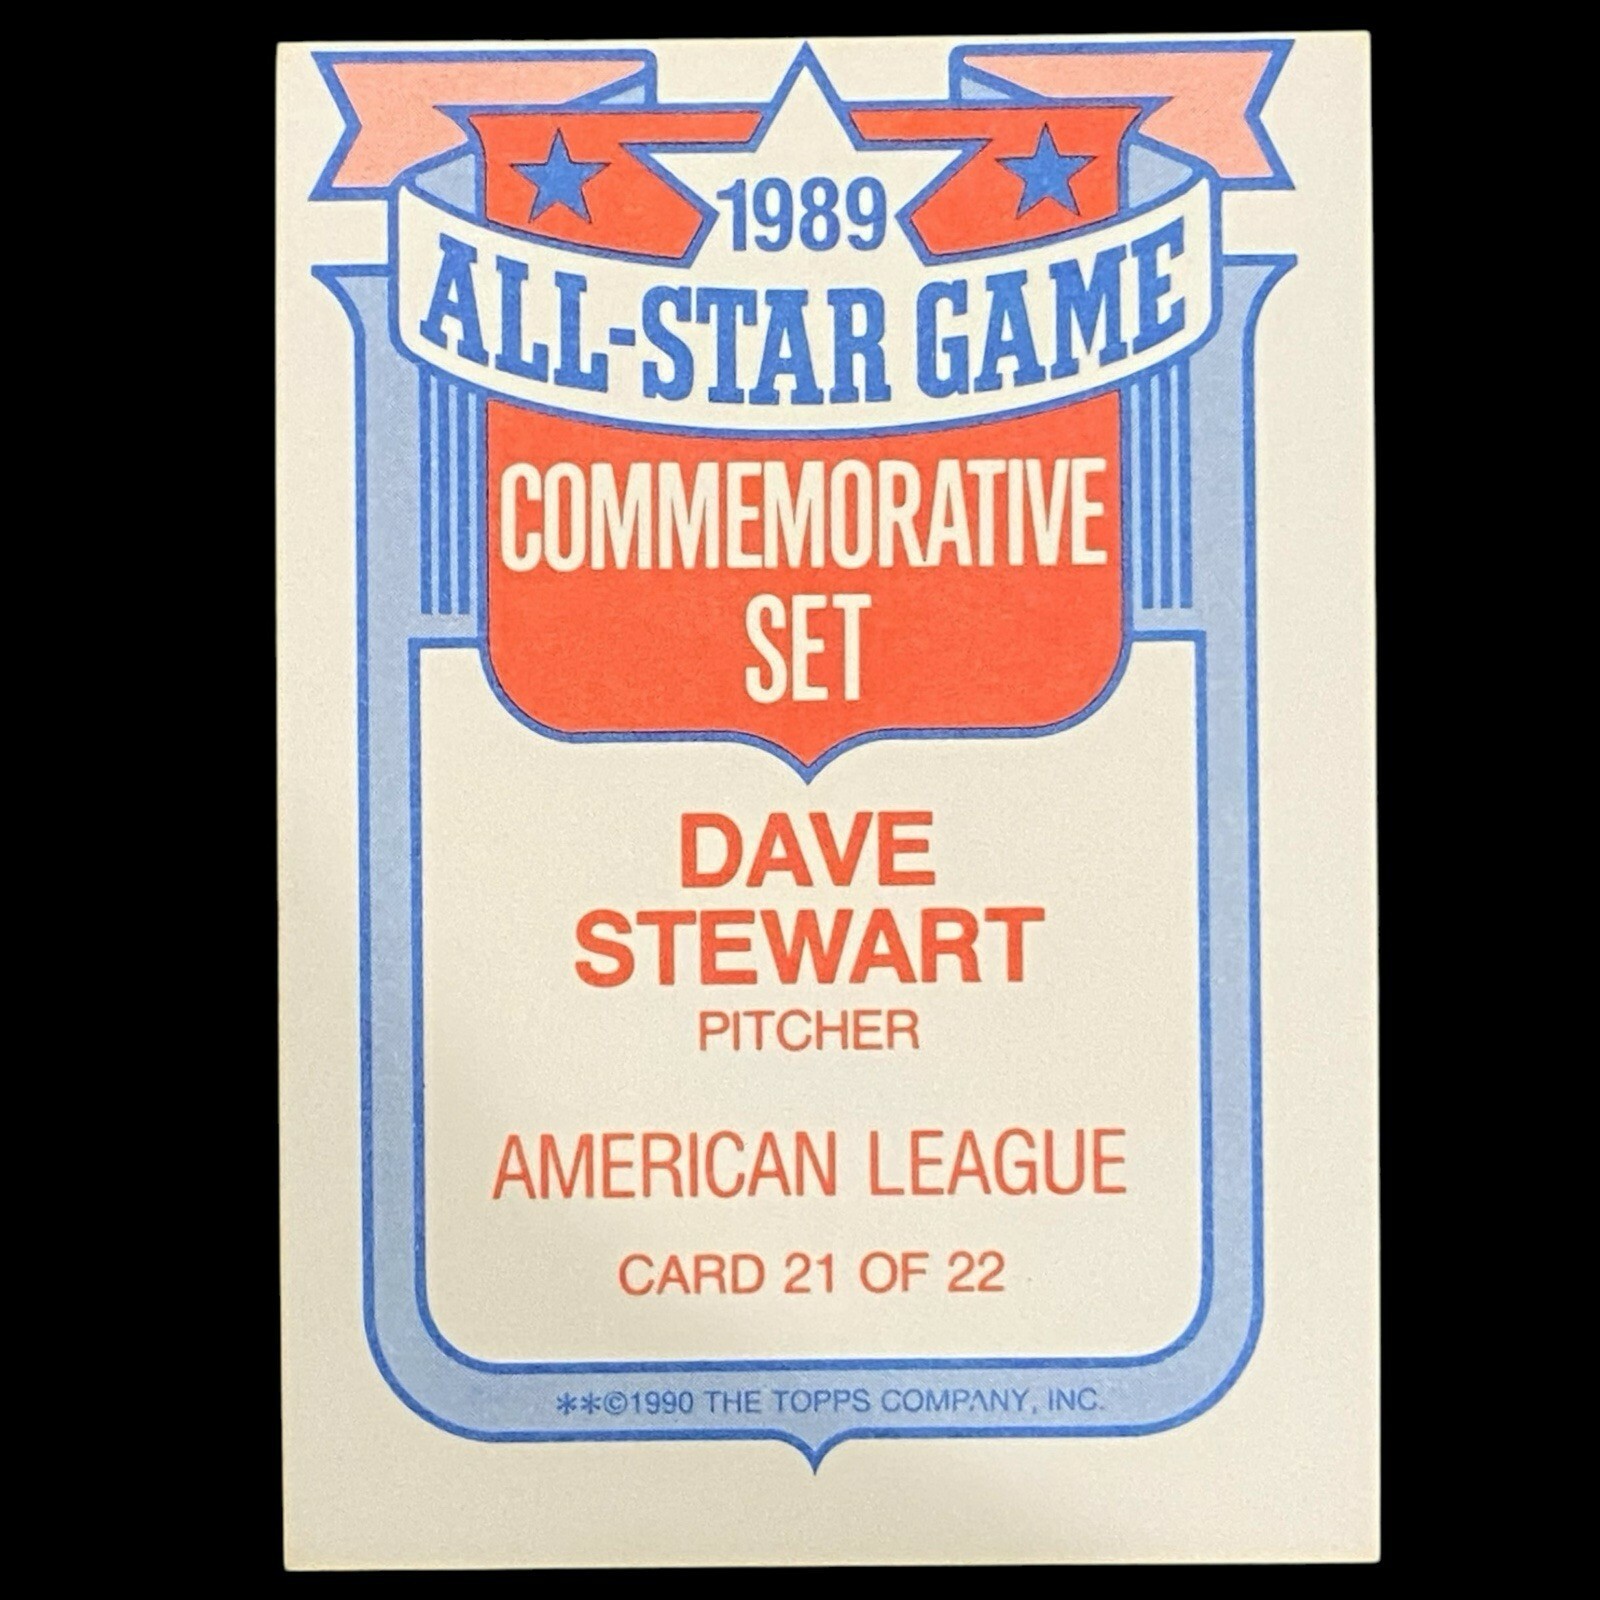 1989
ALL-STAR GAME
COMMEMORATIVE
SET
DAVE
STEWART
PITCHER
AMERICAN LEAGUE
CARD 21 OF 22
**©1990 THE TOPPS COMPANY, INC.